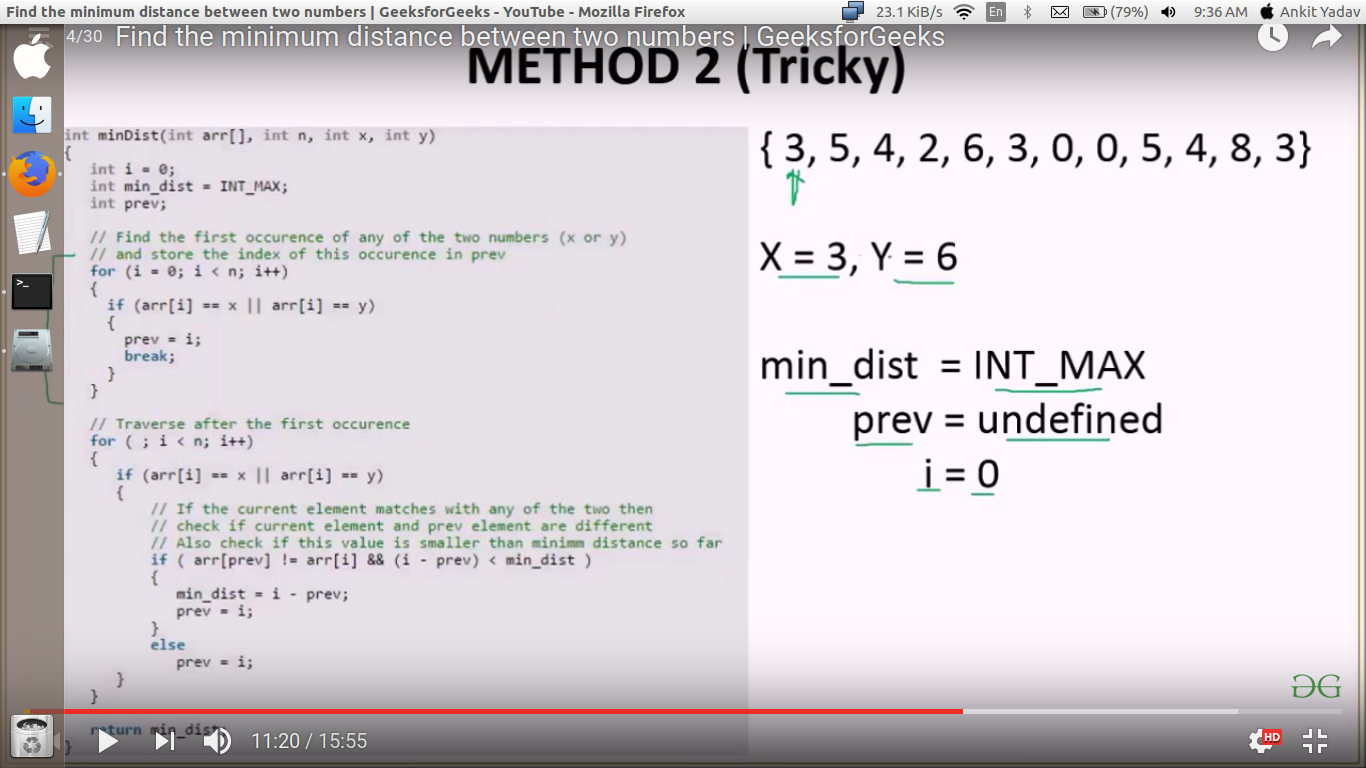 Find the minimum distance between two numbers | GeeksforGeeks - YouTube - Mozilla Firefox
23.1 KiB/s En (79%) 9:36 AM Ankit Yadav
4/30 Find the minimum distance between two numbers | GeeksforGeeks
METHOD 2 (Tricky)
int minDist(int arr[], int n, int x, int y)
{
int i = 0;
int min_dist = INT_MAX;
int prev;
// Find the first occurence of any of the two numbers (x or y)
// and store the index of this occurence in prev
for (i = 0; i < n; i++)
{
if (arr[i] == x || arr[i] == y)
{
prev = i;
break;
}
}
// Traverse after the first occurence
for ( ; i < n; i++)
{
if (arr[i] == x || arr[i] == y)
{
// If the current element matches with any of the two then
// check if current element and prev element are different
// Also check if this value is smaller than minimm distance so far
if ( arr[prev] != arr[i] && (i - prev) < min_dist )
{
min_dist = i - prev;
prev = i;
}
else
prev = i;
}
}
return min_dist;
}
{ 3, 5, 4, 2, 6, 3, 0, 0, 5, 4, 8, 3}
X = 3, Y = 6
min_dist = INT_MAX
prev = undefined
i = 0
GG
11:20 / 15:55
HD